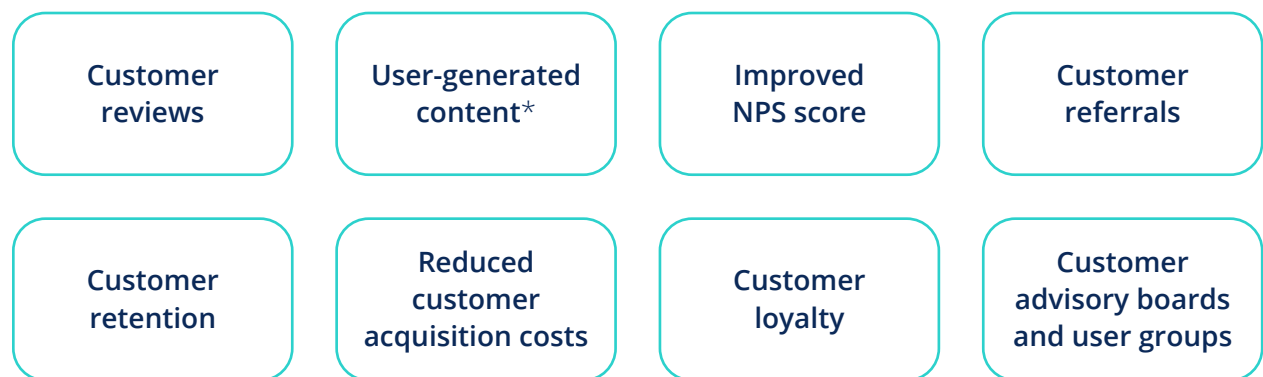 Customer
reviews
User-generated
content*
Improved
NPS score
Customer
referrals
Customer
retention
Reduced
customer
acquisition costs
Customer
loyalty
Customer
advisory boards
and user groups